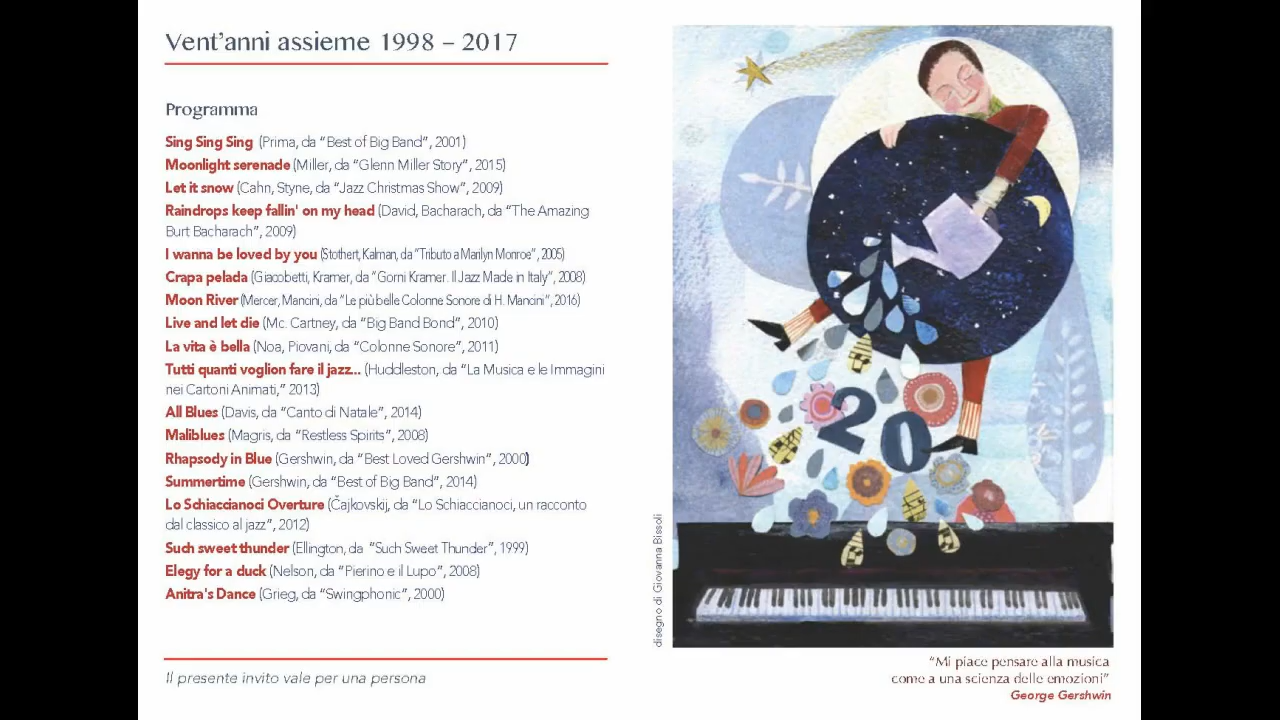 Vent'anni assieme 1998 – 2017
Programma
Sing Sing Sing (Prima, da "Best of Big Band", 2001)
Moonlight serenade (Miller, da "Glenn Miller Story", 2015)
Let it snow (Cahn, Styne, da "Jazz Christmas Show", 2009)
Raindrops keep fallin' on my head (David, Bacharach, da "The Amazing
Burt Bacharach", 2009)
I wanna be loved by you (Stothert, Kalman, da "Tributo a Marilyn Monroe", 2005)
Crapa pelada (Giacobetti, Kramer, da "Gorni Kramer. Il Jazz Made in Italy", 2008)
Moon River (Mercer, Mancini, da "Le più belle Colonne Sonore di H. Mancini", 2016)
Live and let die (Mc. Cartney, da "Big Band Bond", 2010)
La vita è bella (Noa, Piovani, da "Colonne Sonore", 2011)
Tutti quanti voglion fare il jazz... (Huddleston, da "La Musica e le Immagini
nei Cartoni Animati," 2013)
All Blues (Davis, da "Canto di Natale", 2014)
Maliblues (Magris, da "Restless Spirits", 2008)
Rhapsody in Blue (Gershwin, da "Best Loved Gershwin", 2000)
Summertime (Gershwin, da "Best of Big Band", 2014)
Lo Schiaccianoci Overture (Čajkovskij, da "Lo Schiaccianoci, un racconto
dal classico al jazz", 2012)
Such sweet thunder (Ellington, da "Such Sweet Thunder", 1999)
Elegy for a duck (Nelson, da "Pierino e il Lupo", 2008)
Anitra's Dance (Grieg, da "Swingphonic", 2000)
Il presente invito vale per una persona
20
disegno di Giovanna Bissoli
"Mi piace pensare alla musica
come a una scienza delle emozioni"
George Gershwin